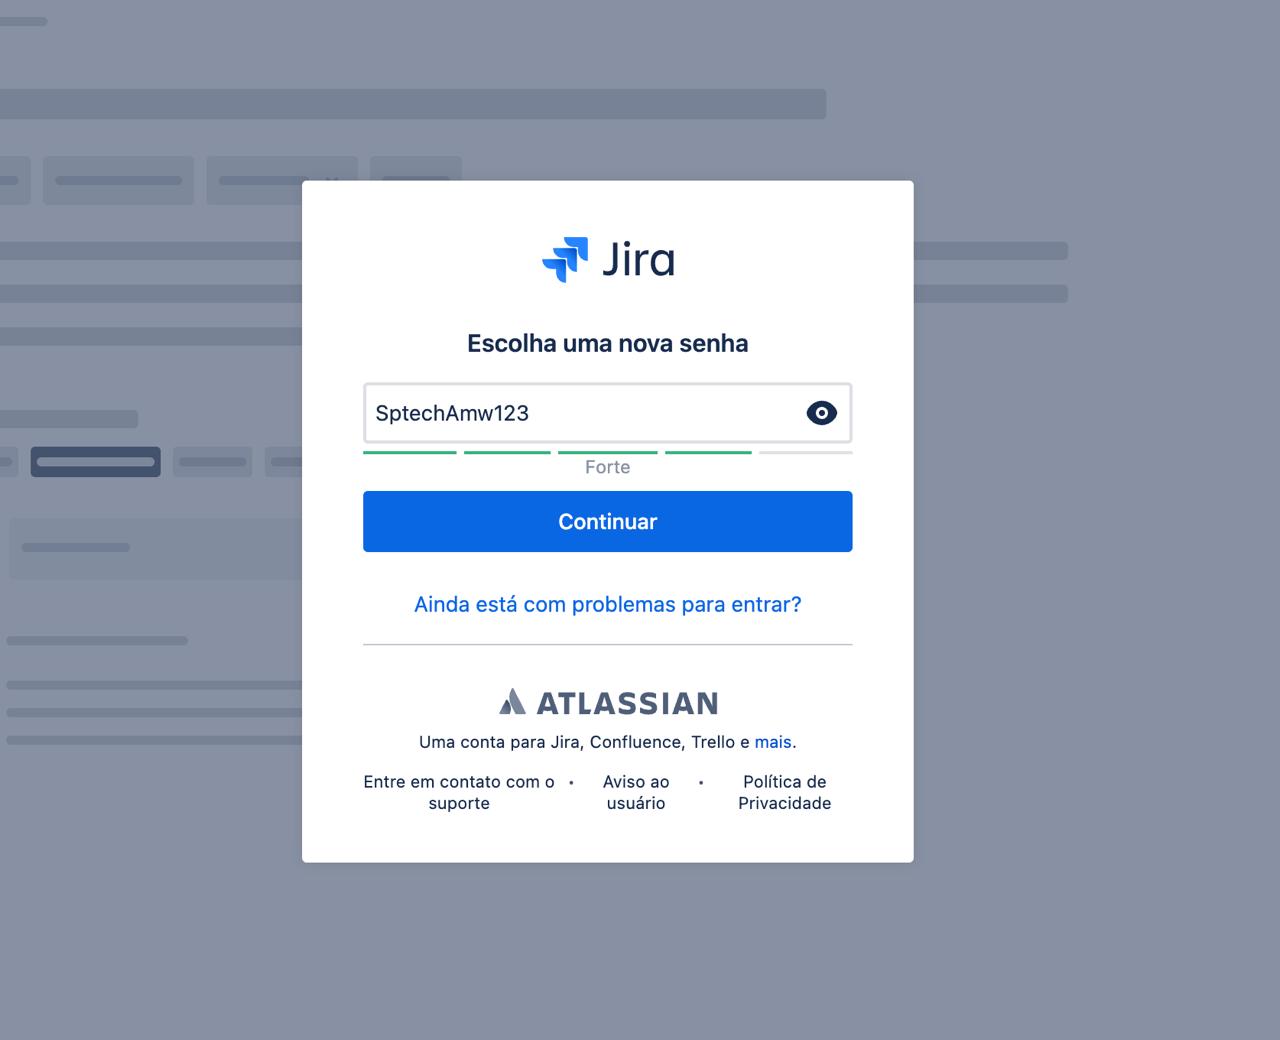 Jira
Escolha uma nova senha
SptechAmw123
Forte
Continuar
Ainda está com problemas para entrar?
ATLASSIAN
Uma conta para Jira, Confluence, Trello e mais.
Entre em contato com o suporte • Aviso ao usuário • Política de Privacidade